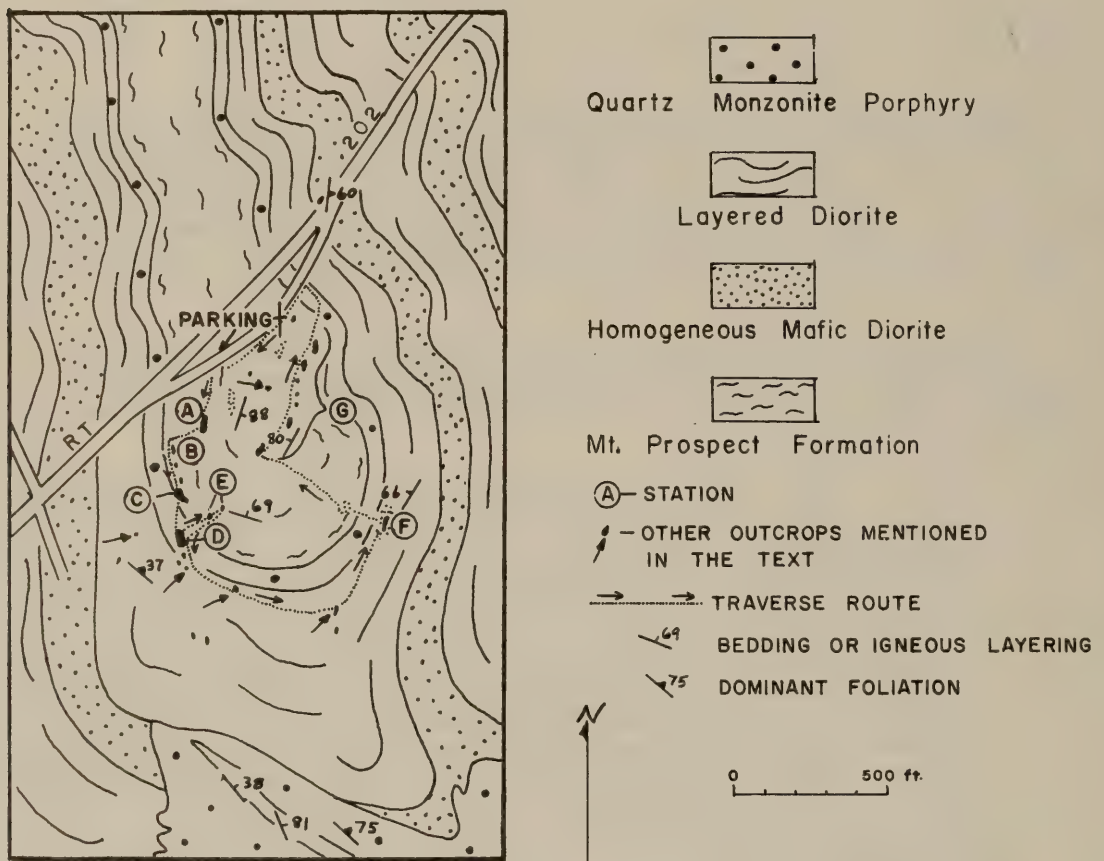 202
60
PARKING
A
88
G
B
80
RT.
E
C
66
69
F
D
37
38
81
75
Quartz Monzonite Porphyry
Layered Diorite
Homogeneous Mafic Diorite
Mt. Prospect Formation
A – STATION
– OTHER OUTCROPS MENTIONED
IN THE TEXT
TRAVERSE ROUTE
69 BEDDING OR IGNEOUS LAYERING
75 DOMINANT FOLIATION
N
0 500 ft.